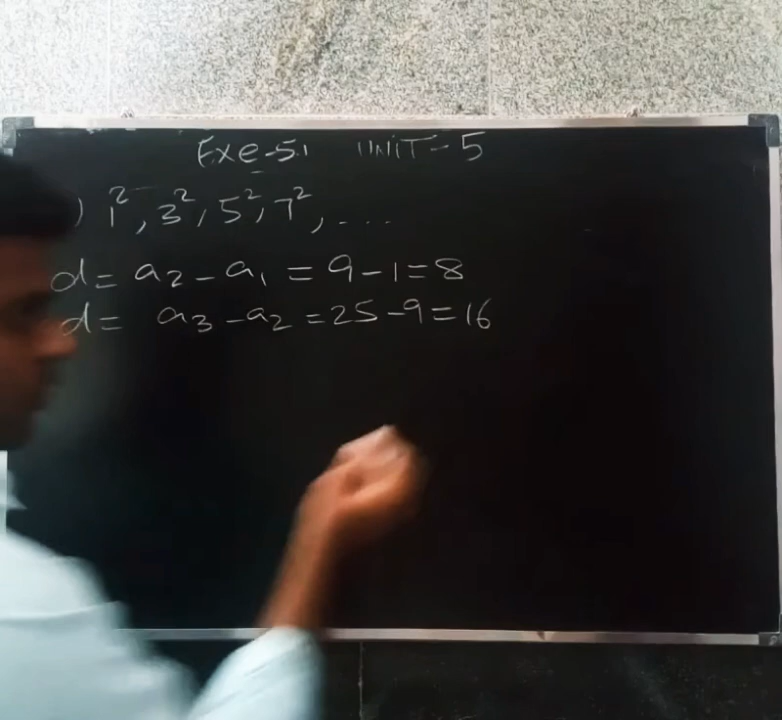 Exe-5.1 UNIT-5
) 1², 3², 5², 7², ....
d = a₂ - a₁ = 9 - 1 = 8
d = a₃ - a₂ = 25 - 9 = 16